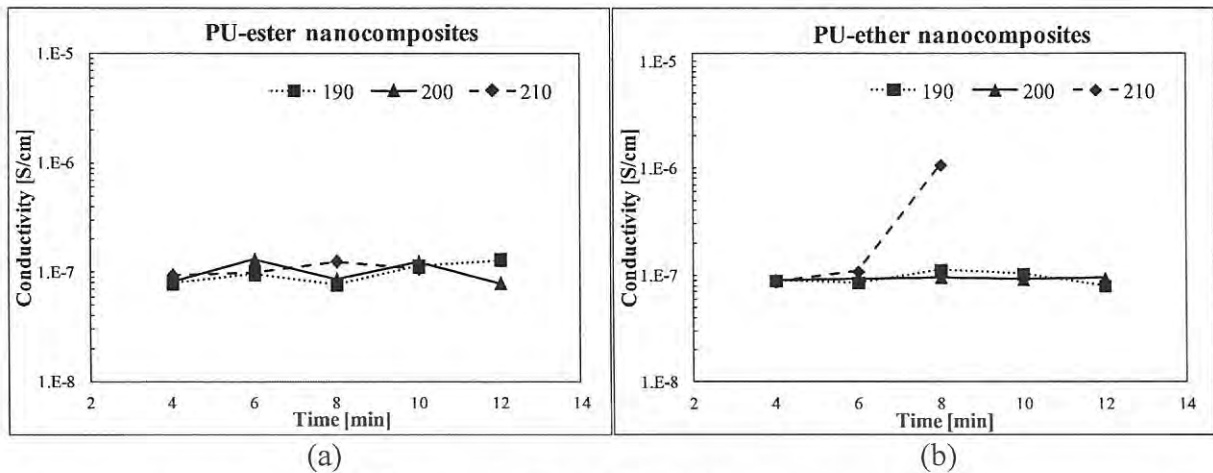 PU-ester nanocomposites
190 200 210
Conductivity [S/cm]
1.E-5
1.E-6
1.E-7
1.E-8
2 4 6 8 10 12 14
Time [min]
(a)
PU-ether nanocomposites
190 200 210
Conductivity [S/cm]
1.E-5
1.E-6
1.E-7
1.E-8
2 4 6 8 10 12 14
Time [min]
(b)